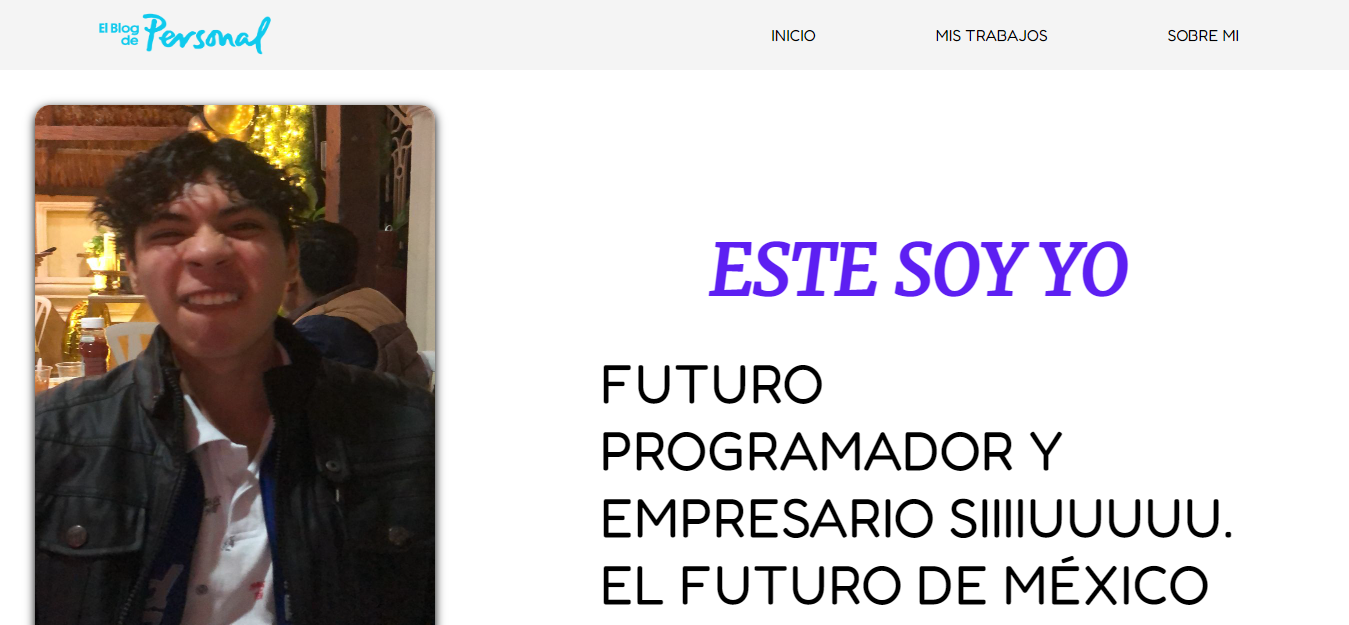 El Blog
de Personal
INICIO
MIS TRABAJOS
SOBRE MI
ESTE SOY YO
FUTURO
PROGRAMADOR Y
EMPRESARIO SIIIIUUUUU.
EL FUTURO DE MÉXICO